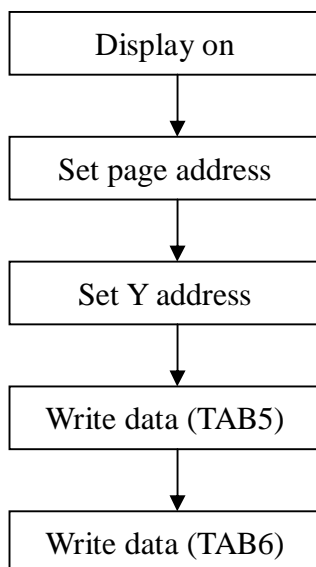 Display on
Set page address
Set Y address
Write data (TAB5)
Write data (TAB6)